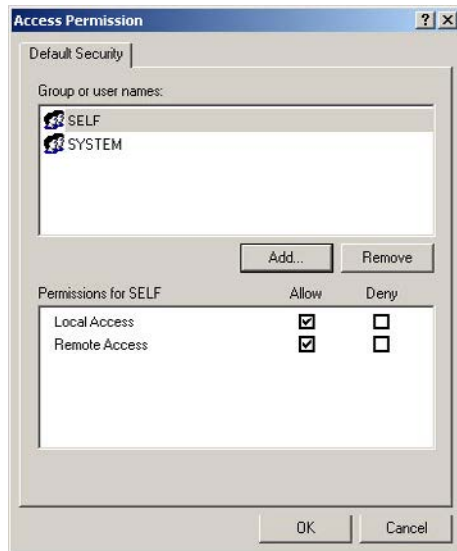 Access Permission
Default Security
Group or user names:
SELF
SYSTEM
Add... Remove
Permissions for SELF Allow Deny
Local Access
Remote Access
OK Cancel